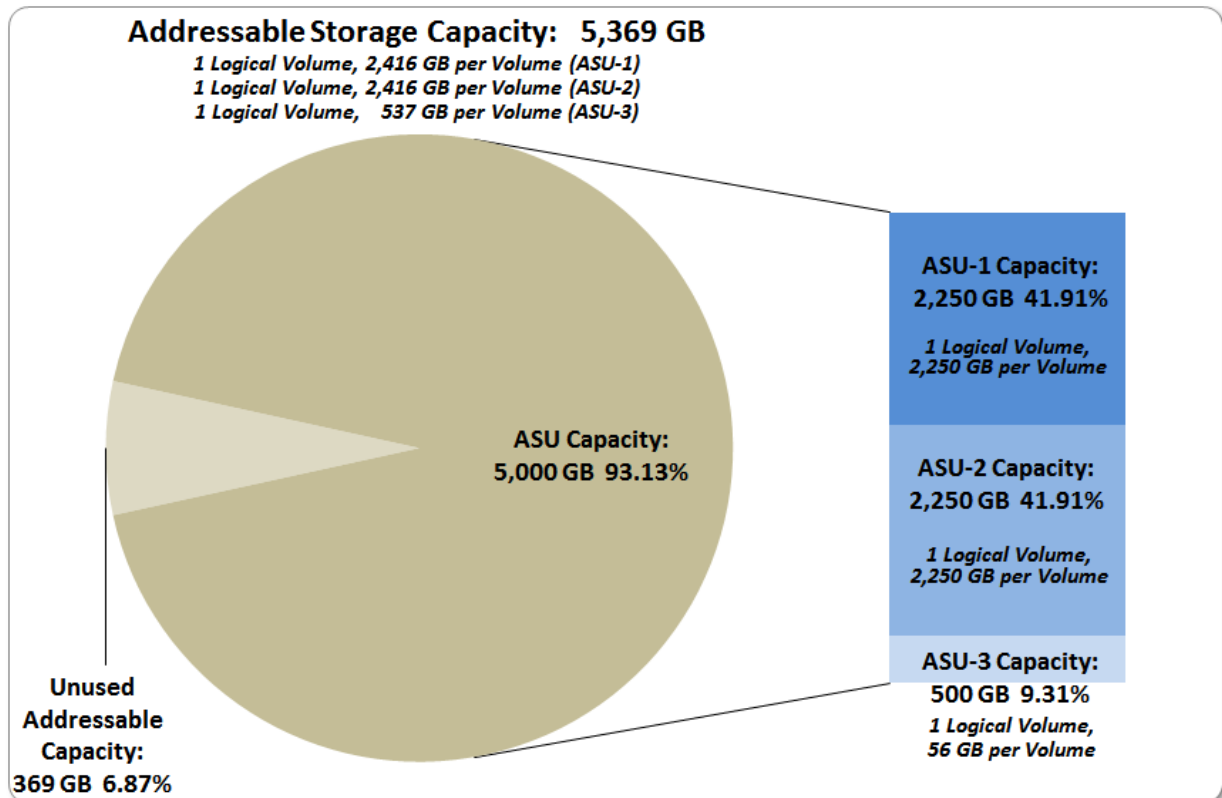 Addressable Storage Capacity: 5,369 GB
1 Logical Volume, 2,416 GB per Volume (ASU-1)
1 Logical Volume, 2,416 GB per Volume (ASU-2)
1 Logical Volume, 537 GB per Volume (ASU-3)
ASU Capacity:
5,000 GB 93.13%
Unused
Addressable
Capacity:
369 GB 6.87%
ASU-1 Capacity:
2,250 GB 41.91%
1 Logical Volume,
2,250 GB per Volume
ASU-2 Capacity:
2,250 GB 41.91%
1 Logical Volume,
2,250 GB per Volume
ASU-3 Capacity:
500 GB 9.31%
1 Logical Volume,
56 GB per Volume